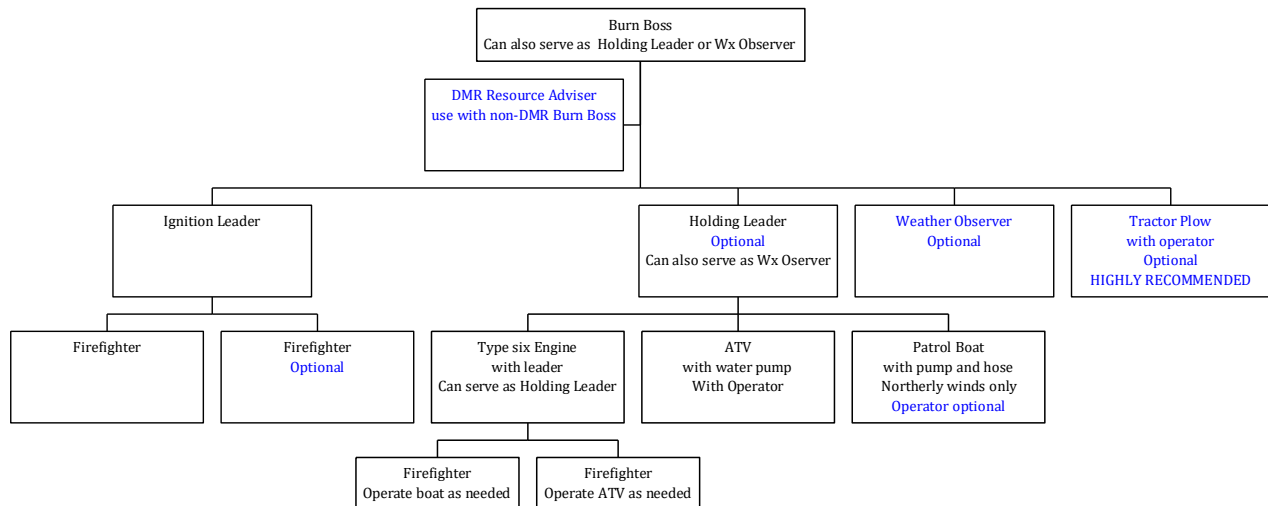 Burn Boss
Can also serve as  Holding Leader or Wx Observer
DMR Resource Adviser
use with non-DMR Burn Boss
Ignition Leader
Holding Leader
Optional
Can also serve as Wx Oserver
Weather Observer
Optional
Tractor Plow
with operator
Optional
HIGHLY RECOMMENDED
Firefighter
Firefighter
Optional
Type six Engine
with leader
Can serve as Holding Leader
ATV
with water pump
With Operator
Patrol Boat
with pump and hose
Northerly winds only
Operator optional
Firefighter
Operate boat as needed
Firefighter
Operate ATV as needed